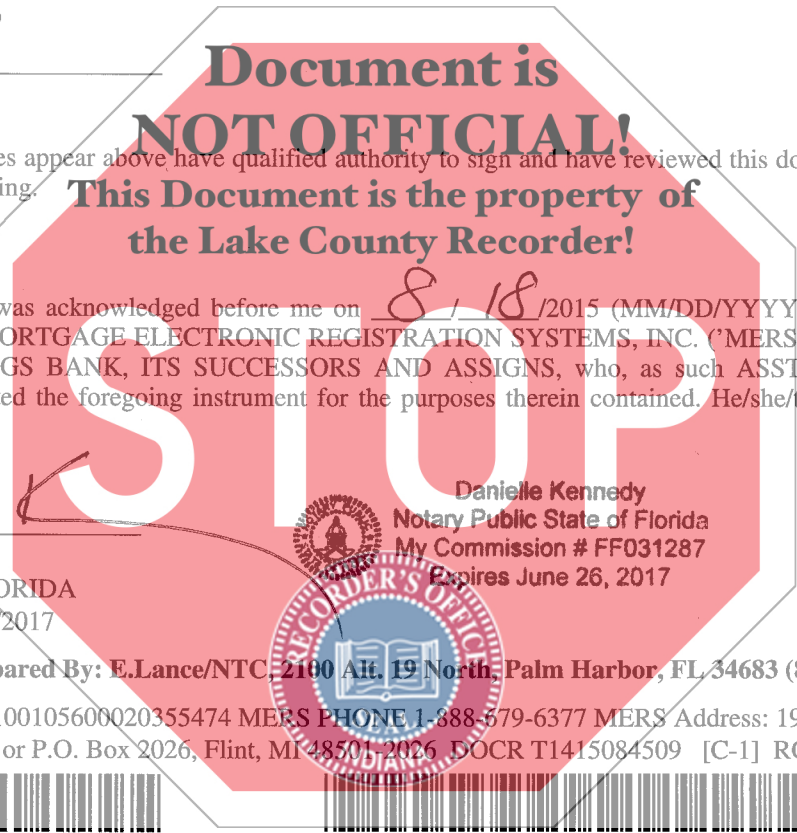 Document is
NOT OFFICIAL!
es appear above have qualified authority to sign and have reviewed this do
ing.
This Document is the property of
the Lake County Recorder!
was acknowledged before me on 8 / 18 /2015 (MM/DD/YYYY
ORTGAGE ELECTRONIC REGISTRATION SYSTEMS, INC. ('MERS
GS BANK, ITS SUCCESSORS AND ASSIGNS, who, as such ASST
ted the foregoing instrument for the purposes therein contained. He/she/t
STOP
Danielle Kennedy
Notary Public State of Florida
My Commission # FF031287
Expires June 26, 2017
ORIDA
/2017
RECORDER'S OFFICE
pared By: E.Lance/NTC, 2100 Alt. 19 North, Palm Harbor, FL 34683 (8
100105600020355474 MERS PHONE 1-888-679-6377 MERS Address: 19
or P.O. Box 2026, Flint, MI 48501-2026 DOCR T1415084509 [C-1] RC
INDIANA